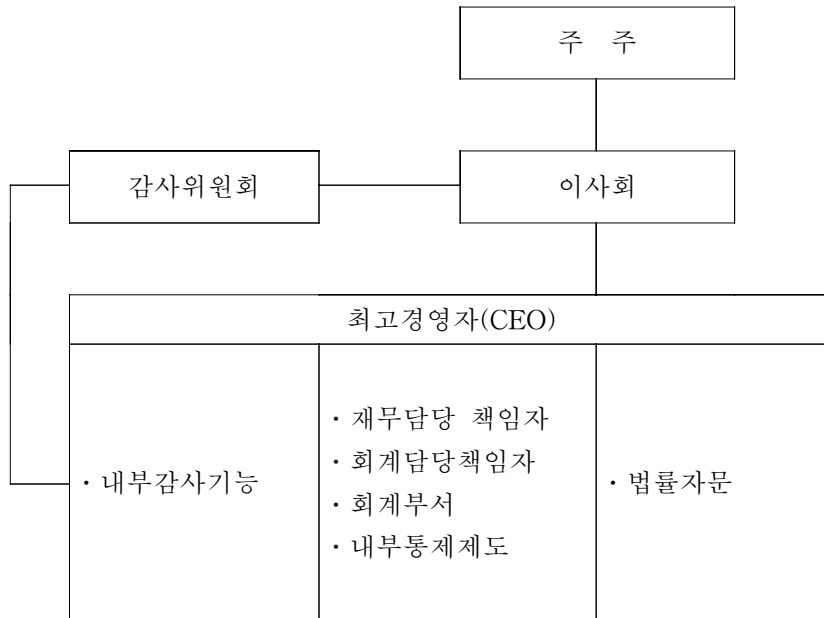 주 주
감사위원회
이사회
최고경영자(CEO)
· 내부감사기능
· 재무담당 책임자
· 회계담당책임자
· 회계부서
· 내부통제제도
· 법률자문